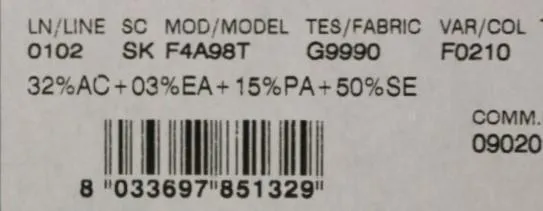 LN/LINE SC MOD/MODEL TES/FABRIC VAR/COL
0102 SK F4A98T G9990 F0210
32%AC+03%EA+15%PA+50%SE
COMM.
09020
8 "033697"851329"